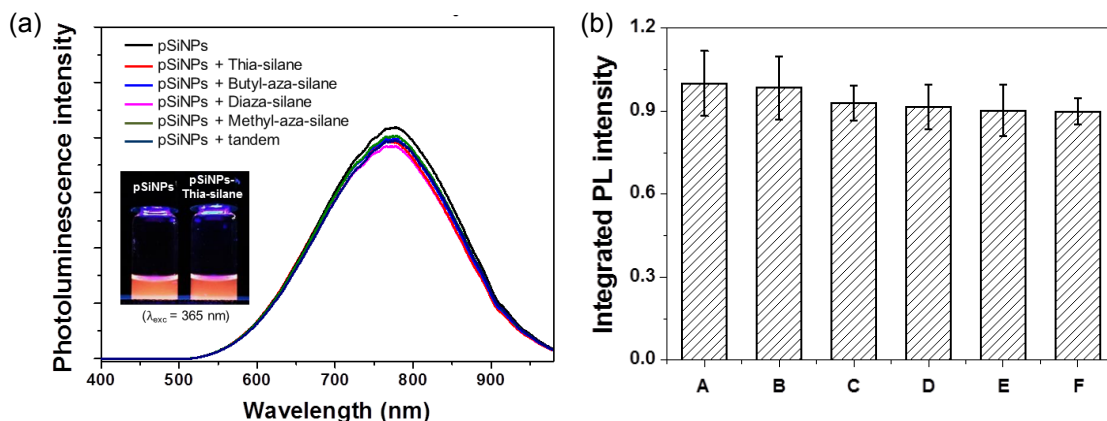 (a)
Photoluminescence intensity
pSiNPs
pSiNPs + Thia-silane
pSiNPs + Butyl-aza-silane
pSiNPs + Diaza-silane
pSiNPs + Methyl-aza-silane
pSiNPs + tandem
pSiNPs
pSiNPs-
Thia-silane
(λexc = 365 nm)
400 500 600 700 800 900
Wavelength (nm)
(b)
Integrated PL intensity
1.2
0.9
0.6
0.3
0.0
A B C D E F